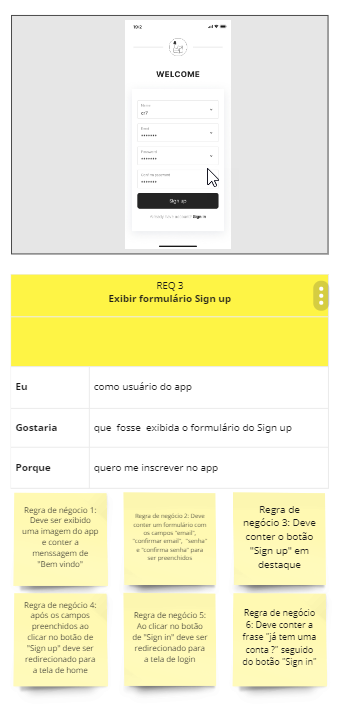 10:2
WELCOME
Name
cr7
Email
•••••••
Password
•••••••
Confirm password
•••••••
Sign up
Already have account? Sign in
REQ 3
Exibir formulário Sign up
Eu
como usuário do app
Gostaria
que fosse exibida o formulário do Sign up
Porque
quero me inscrever no app
Regra de négocio 1:
Deve ser exibido
uma imagem do app
e conter a
menssagem de
"Bem vindo"
Regra de negócio 2: Deve
conter um formulário com
os campos "email",
"confirmar email", "senha"
e "confirma senha" para
ser preenchidos
Regra de
negócio 3: Deve
conter o botão
"Sign up" em
destaque
Regra de negócio 4:
após os campos
preenchidos ao
clicar no botão de
"Sign up" deve ser
redirecionado para
a tela de home
Regra de negócio 5:
Ao clicar no botão
de "Sign in" deve ser
redirecionado para
a tela de login
Regra de negócio
6: Deve conter a
frase "já tem uma
conta ?" seguido
do botão "Sign in"